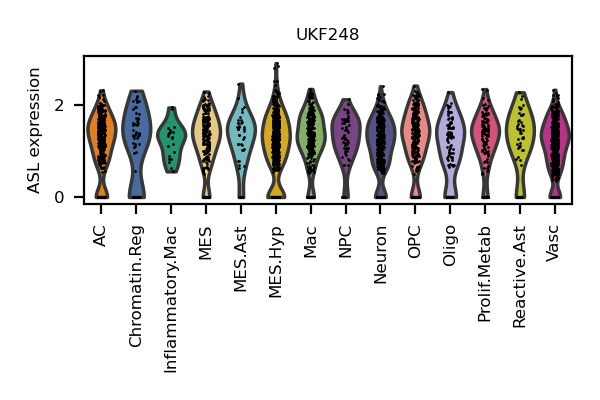 UKF248
ASL expression
2
0
AC
Chromatin.Reg
Inflammatory.Mac
MES
MES.Ast
MES.Hyp
Mac
NPC
Neuron
OPC
Oligo
Prolif.Metab
Reactive.Ast
Vasc